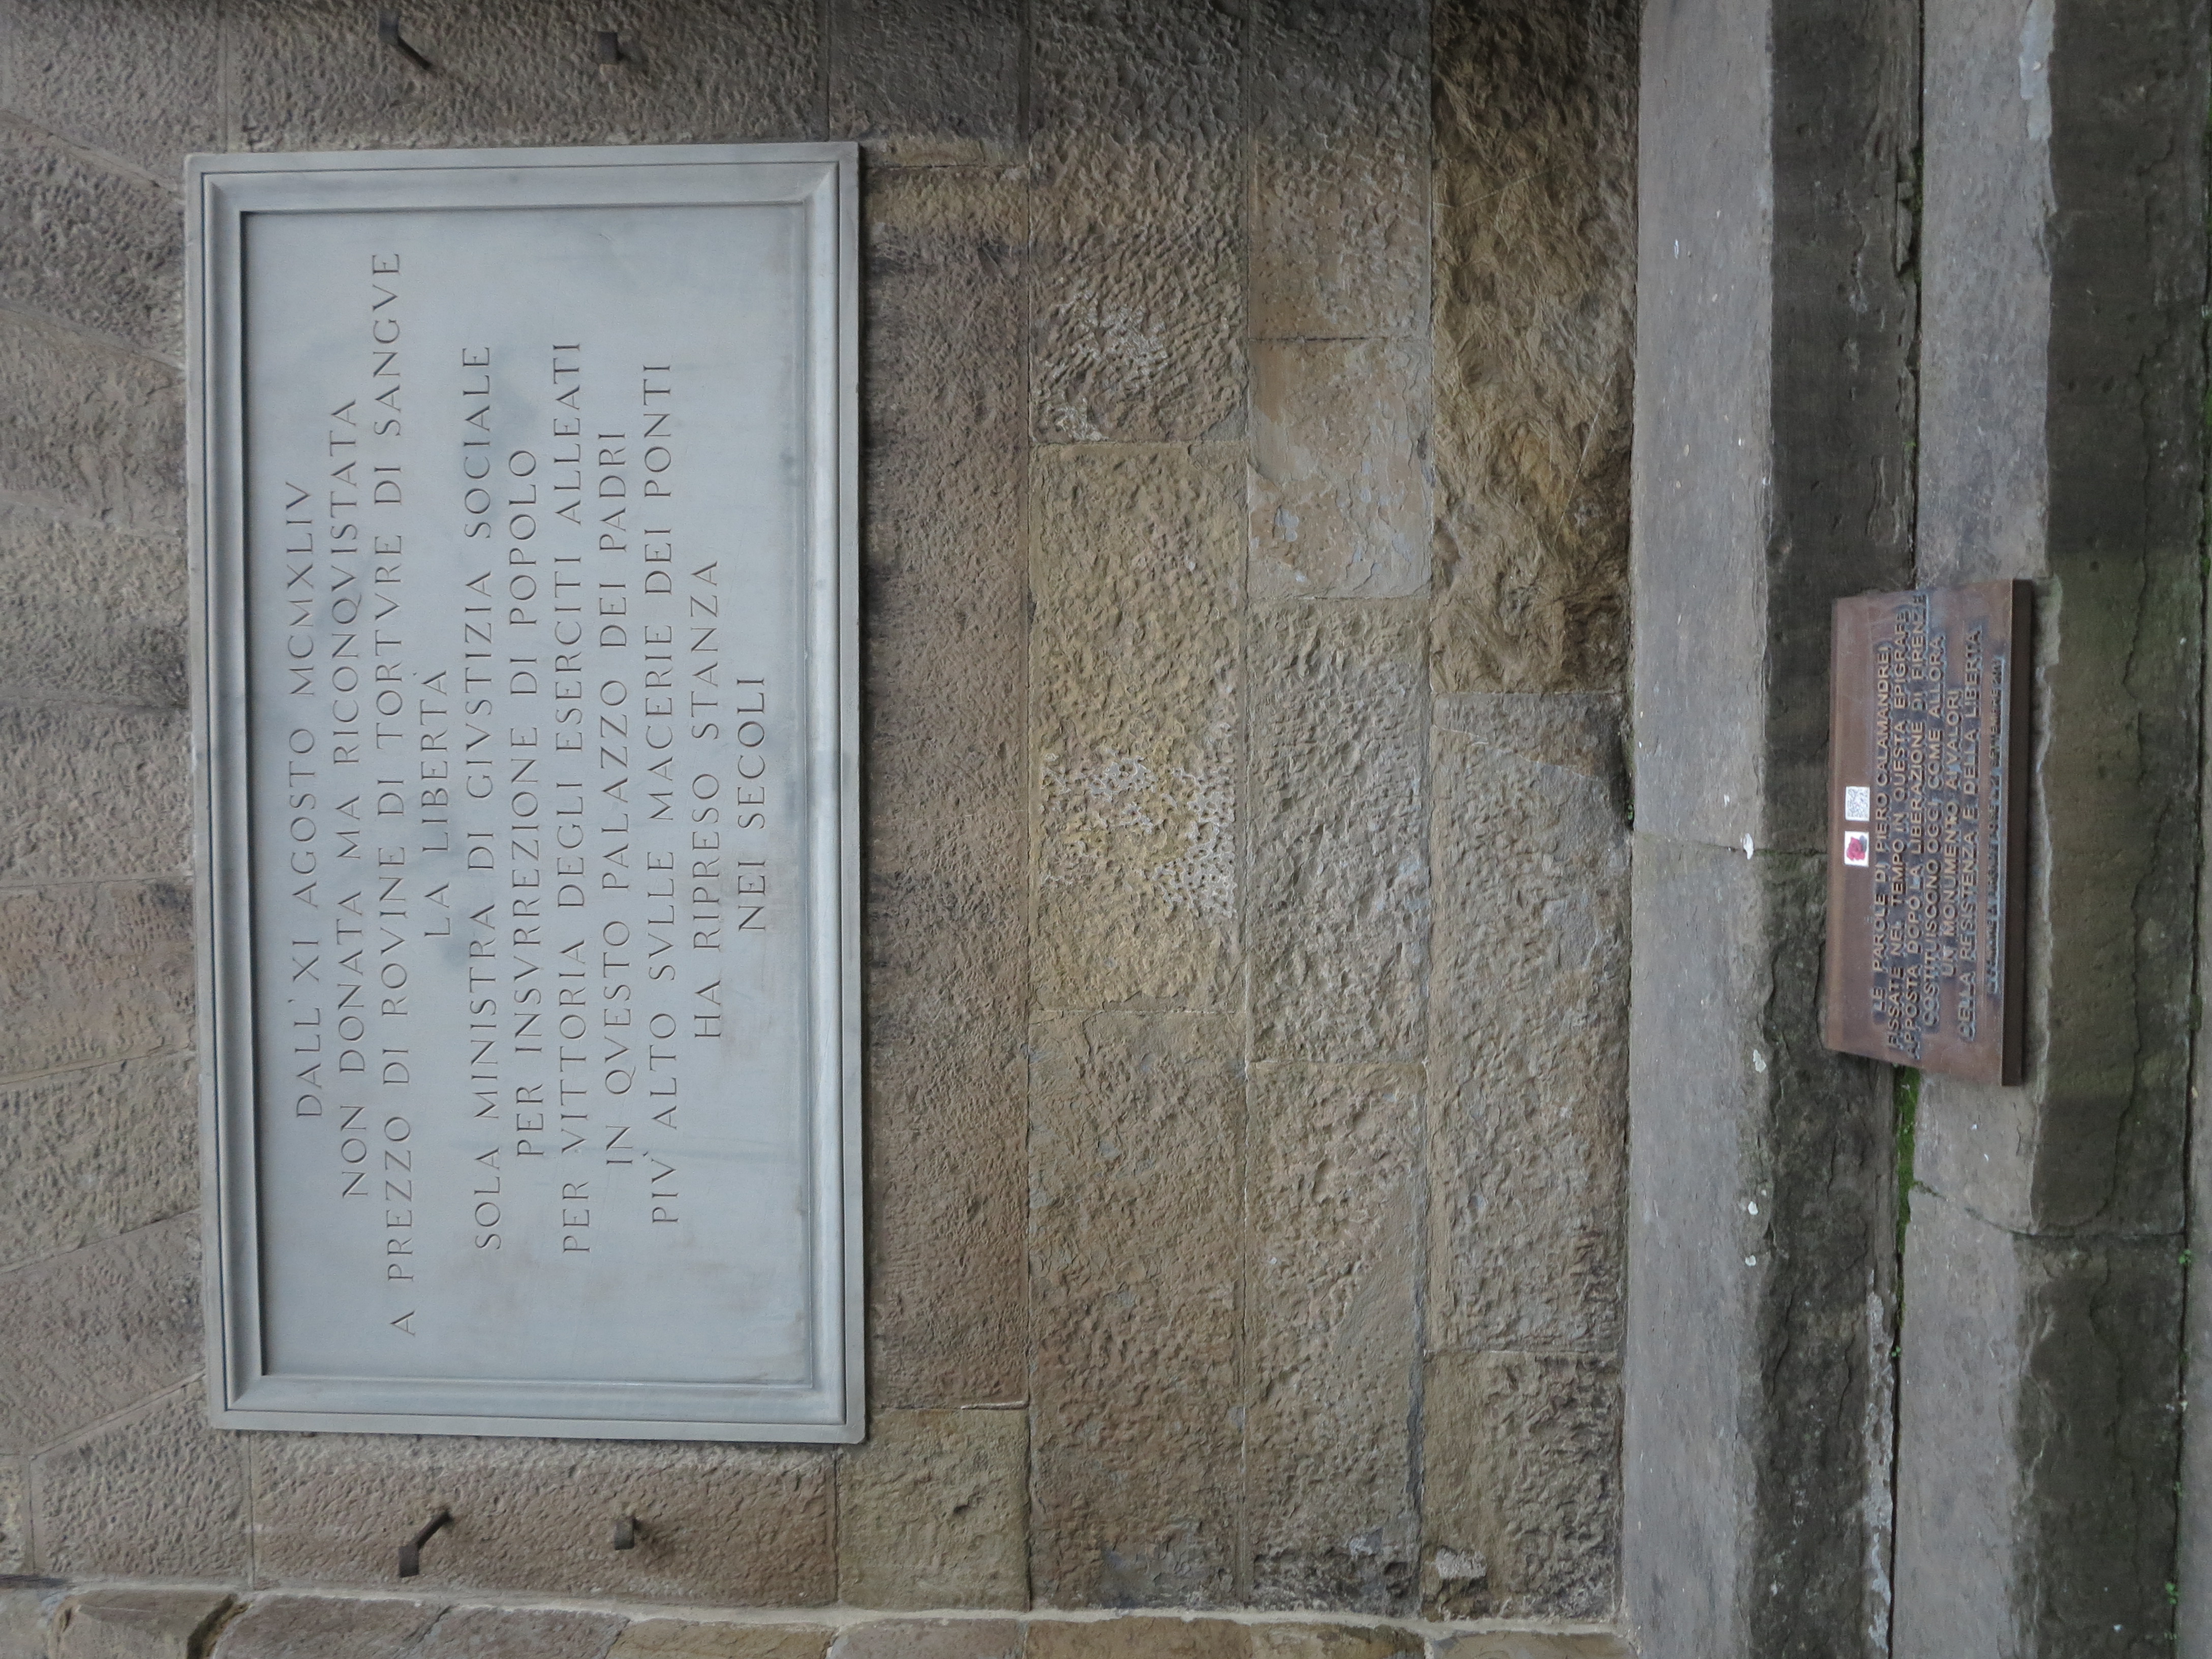 DALL' XI AGOSTO MCMXLIV
NON DONATA MA RICONQVISTATA
A PREZZO DI ROVINE DI TORTVRE DI SANGVE
LA LIBERTÀ
SOLA MINISTRA DI GIVSTIZIA SOCIALE
PER INSVRREZIONE DI POPOLO
PER VITTORIA DEGLI ESERCITI ALLEATI
IN QVESTO PALAZZO DEI PADRI
PIV' ALTO SVLLE MACERIE DEI PONTI
HA RIPRESO STANZA
NEI SECOLI
LE PAROLE DI PIERO CALAMANDREI
FISSATE NEL TEMPO IN QUESTA EPIGRAFE
APPOSTA DOPO LA LIBERAZIONE DI FIRENZE
COSTITUISCONO OGGI, COME ALLORA
UN MONUMENTO AI VALORI
DELLA RESISTENZA E DELLA LIBERTÀ